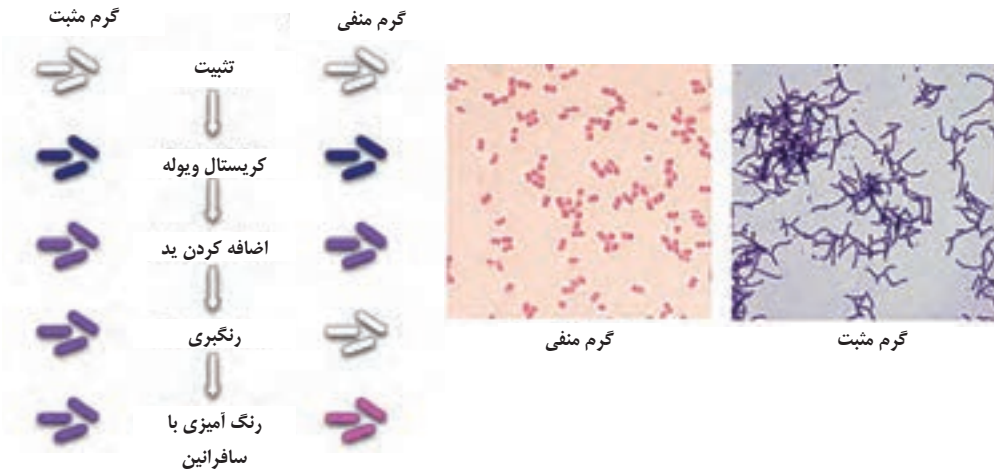 گرم مثبت
گرم منفی
تثبیت
کریستال ویوله
اضافه کردن ید
رنگبری
رنگ آمیزی با
سافرانین
گرم منفی
گرم مثبت